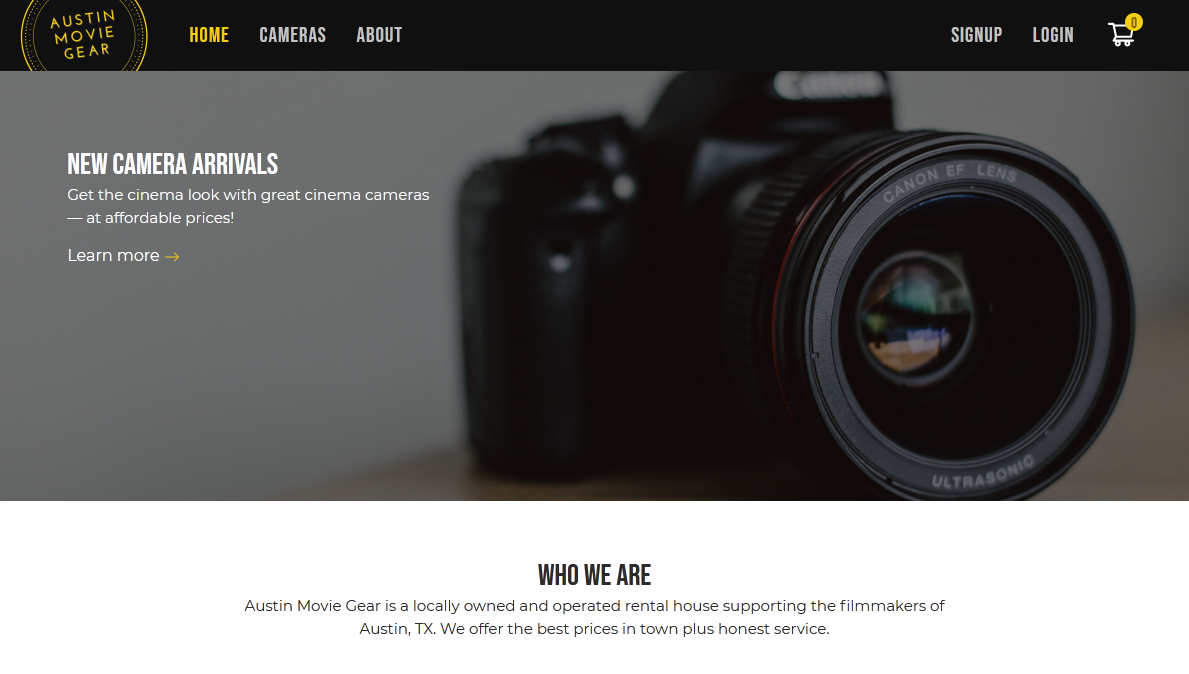 AUSTIN
MOVIE
GEAR
HOME
CAMERAS
ABOUT
SIGNUP
LOGIN
0
Canon
CANON EF LENS
ULTRASONIC
NEW CAMERA ARRIVALS
Get the cinema look with great cinema cameras
— at affordable prices!
Learn more →
WHO WE ARE
Austin Movie Gear is a locally owned and operated rental house supporting the filmmakers of
Austin, TX. We offer the best prices in town plus honest service.